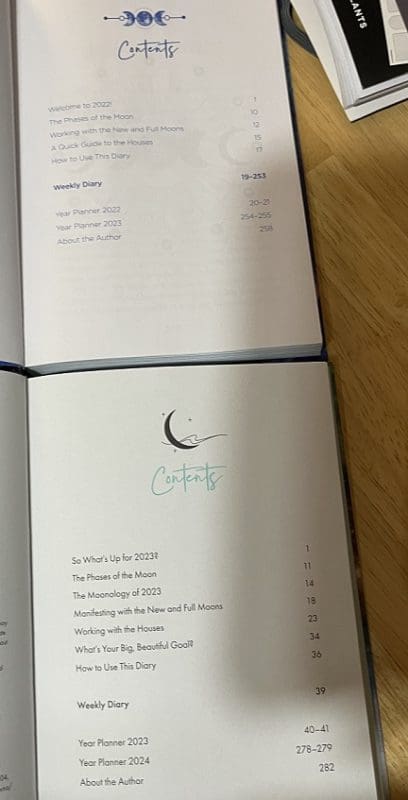 ANTS
Contents
Welcome to 2022! 1
The Phases of the Moon 10
Working with the New and Full Moons 12
A Quick Guide to the Houses 15
How to Use This Diary 17
Weekly Diary 19–253
Year Planner 2022 20–21
Year Planner 2023 254–255
About the Author 258
Contents
So What's Up for 2023? 1
The Phases of the Moon 11
The Moonology of 2023 14
Manifesting with the New and Full Moons 18
Working with the Houses 23
What's Your Big, Beautiful Goal? 34
How to Use This Diary 36
Weekly Diary 39
Year Planner 2023 40–41
Year Planner 2024 278–279
About the Author 282
04,